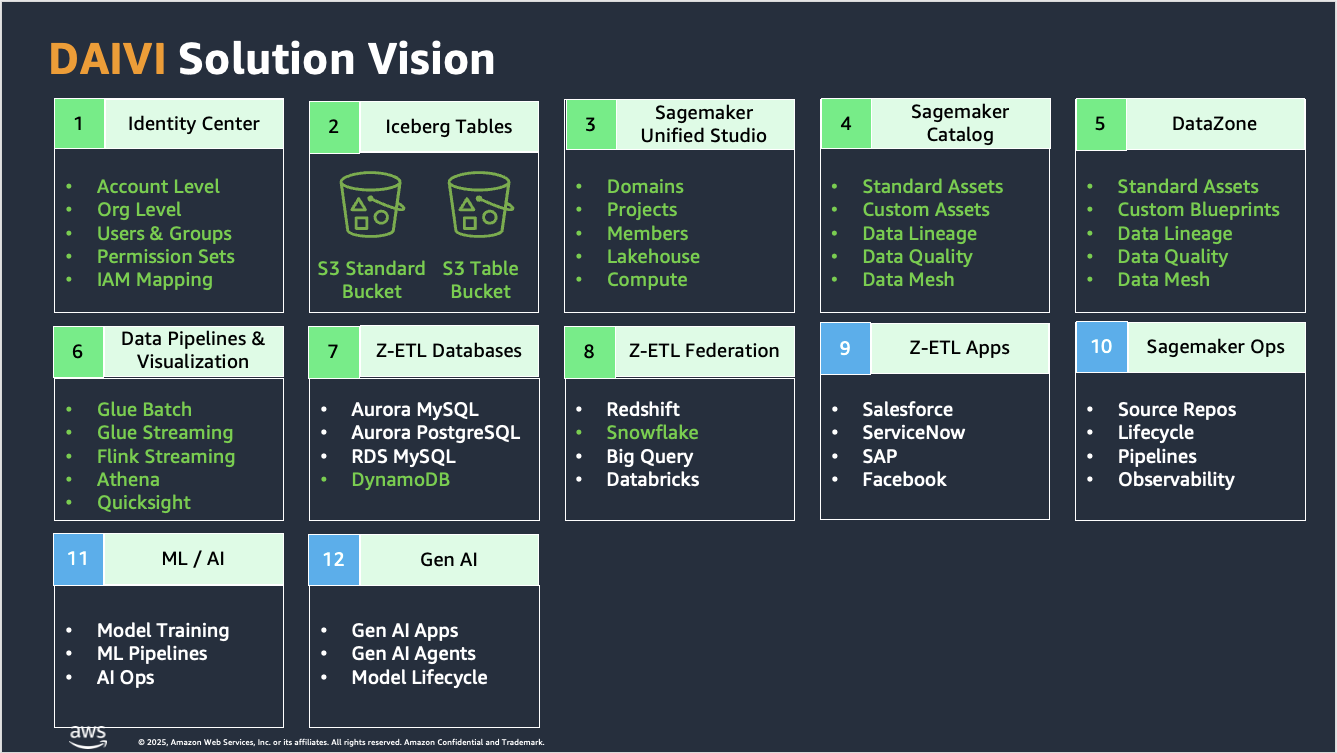 DAIVI Solution Vision
1
Identity Center
• Account Level
• Org Level
• Users & Groups
• Permission Sets
• IAM Mapping
2
Iceberg Tables
S3 Standard
Bucket
S3 Table
Bucket
3
Sagemaker
Unified Studio
• Domains
• Projects
• Members
• Lakehouse
• Compute
4
Sagemaker
Catalog
• Standard Assets
• Custom Assets
• Data Lineage
• Data Quality
• Data Mesh
5
DataZone
• Standard Assets
• Custom Blueprints
• Data Lineage
• Data Quality
• Data Mesh
6
Data Pipelines &
Visualization
• Glue Batch
• Glue Streaming
• Flink Streaming
• Athena
• Quicksight
7
Z-ETL Databases
• Aurora MySQL
• Aurora PostgreSQL
• RDS MySQL
• DynamoDB
8
Z-ETL Federation
• Redshift
• Snowflake
• Big Query
• Databricks
9
Z-ETL Apps
• Salesforce
• ServiceNow
• SAP
• Facebook
10
Sagemaker Ops
• Source Repos
• Lifecycle
• Pipelines
• Observability
11
ML / AI
• Model Training
• ML Pipelines
• AI Ops
12
Gen AI
• Gen AI Apps
• Gen AI Agents
• Model Lifecycle
aws
© 2025, Amazon Web Services, Inc. or its affiliates. All rights reserved. Amazon Confidential and Trademark.